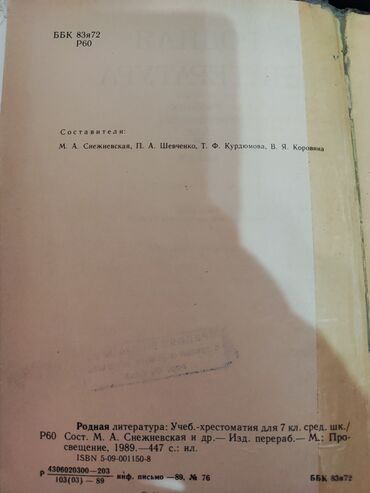 ББК 83я72
Р60
Составители:
М. А. Снежневская, П. А. Шевченко, Т. Ф. Курдюмова, В. Я. Коровина
Родная литература: Учеб.-хрестоматия для 7 кл. сред. шк./
Р60 Сост. М. А. Снежневская и др.— Изд. перераб.— М.: Про-
свещение, 1989.—447 с.: ил.
ISBN 5-09-001150-8
Р 4306020300—203
103(03) — 89 инф. письмо —89, № 76 ББК 83я72